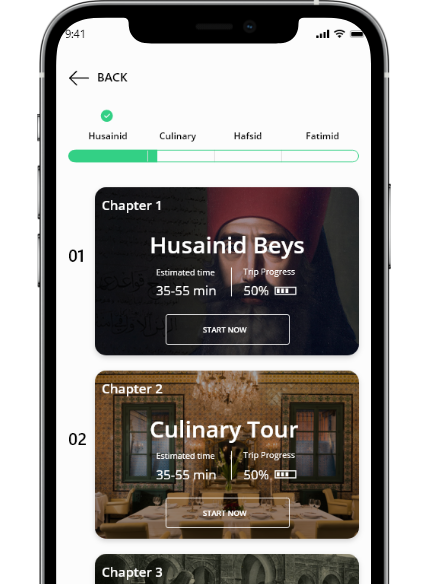 9:41
BACK
Husainid Culinary Hafsid Fatimid
Chapter 1
01
Husainid Beys
Estimated time Trip Progress
35-55 min 50%
START NOW
Chapter 2
02
Culinary Tour
Estimated time Trip Progress
35-55 min 50%
START NOW
Chapter 3